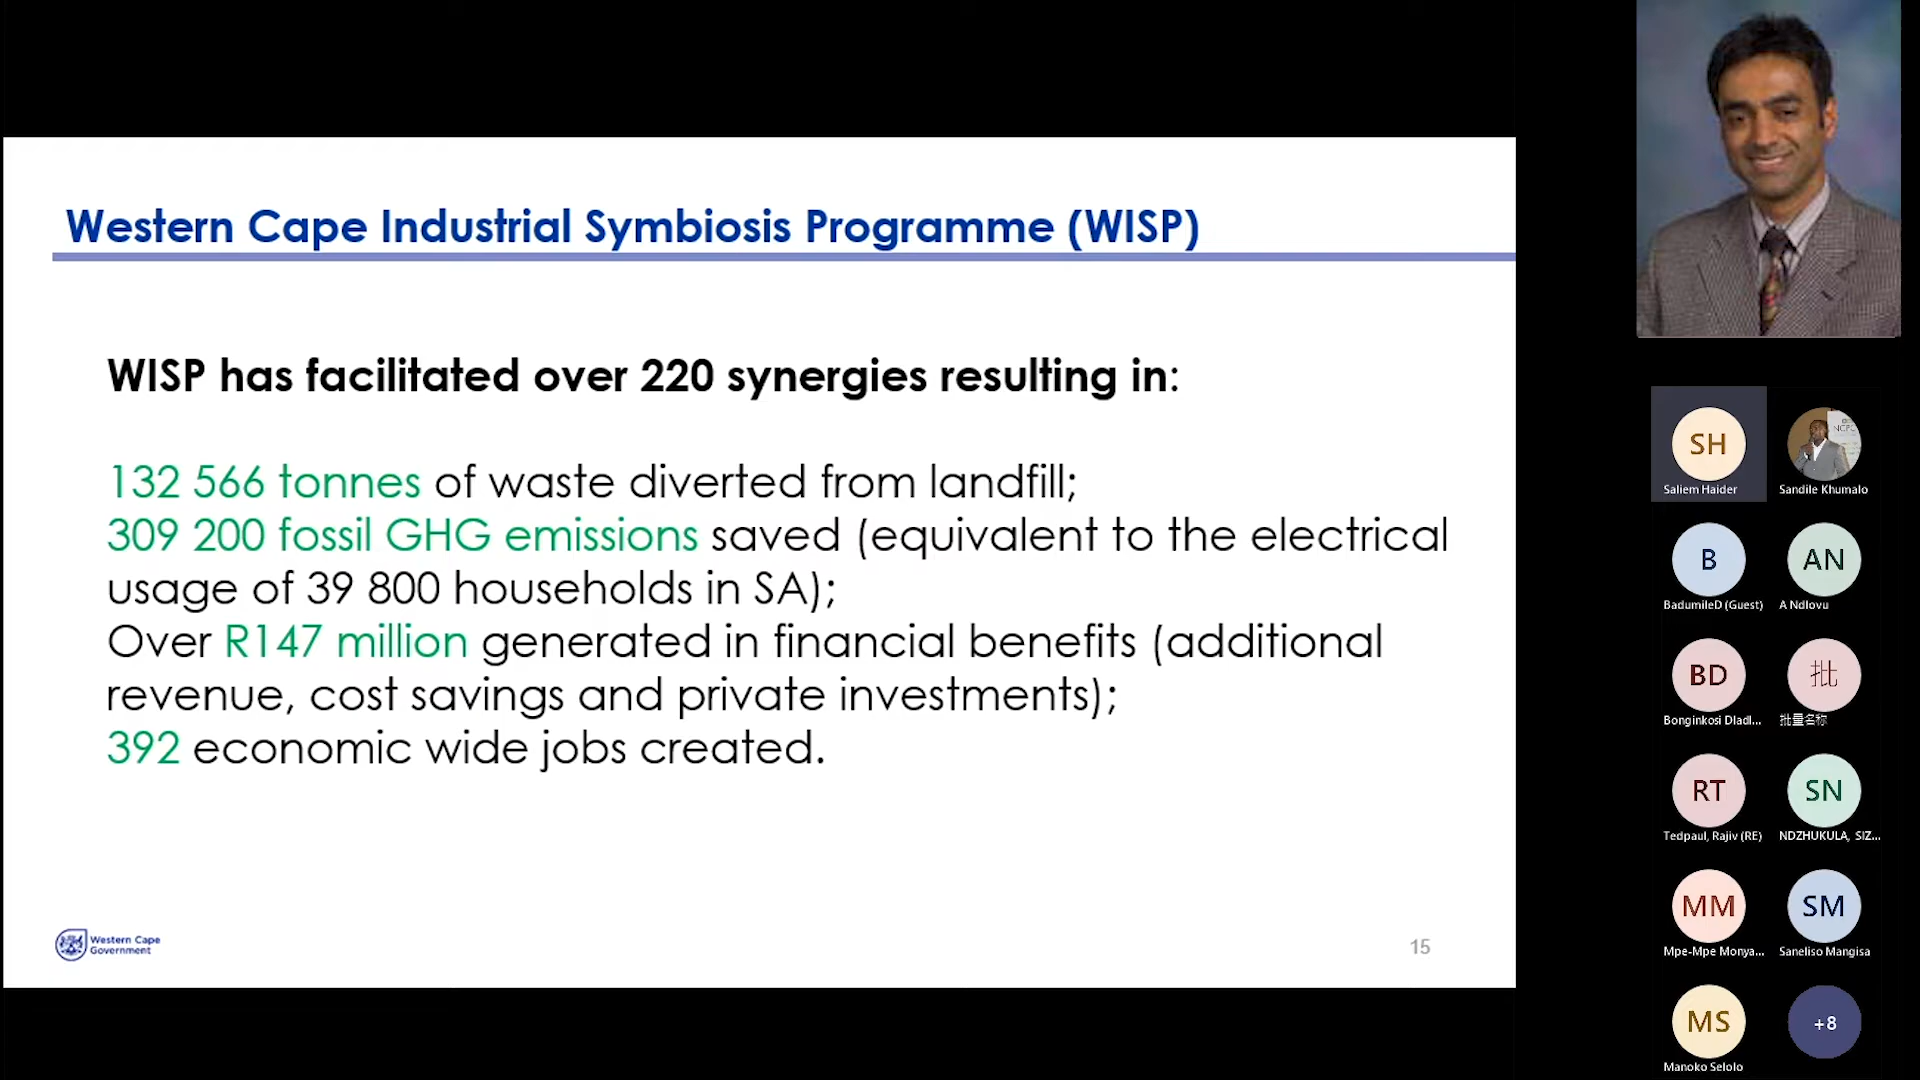 Western Cape Industrial Symbiosis Programme (WISP)
WISP has facilitated over 220 synergies resulting in:
132 566 tonnes of waste diverted from landfill;
309 200 fossil GHG emissions saved (equivalent to the electrical
usage of 39 800 households in SA);
Over R147 million generated in financial benefits (additional
revenue, cost savings and private investments);
392 economic wide jobs created.
Western Cape
Government
15
SH
Saliem Haider
NCPC
Sandile Khumalo
B
BadumileD (Guest)
AN
A Ndlovu
BD
Bonginkosi Dladl...
批
批量名称
RT
Tedpaul, Rajiv (RE)
SN
NDZHUKULA, SIZ...
MM
Mpe-Mpe Monya...
SM
Saneliso Mangisa
MS
Manoko Selolo
+8